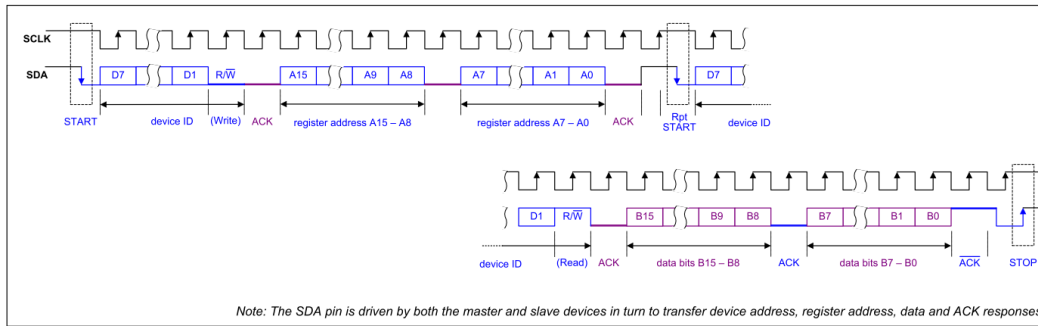 SCLK
SDA
D7 D1 R/W̅ A15 A9 A8 A7 A1 A0 D7
START device ID (Write) ACK register address A15 – A8 register address A7 – A0 ACK Rpt START device ID
D1 R/W̅ B15 B9 B8 B7 B1 B0
device ID (Read) ACK data bits B15 – B8 ACK data bits B7 – B0 A̅C̅K̅ STOP
Note: The SDA pin is driven by both the master and slave devices in turn to transfer device address, register address, data and ACK responses